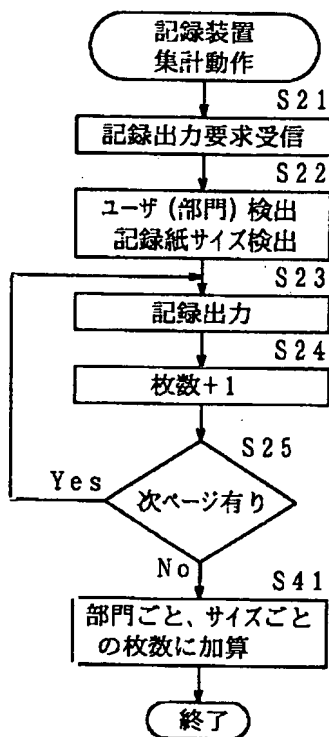 記録装置
集計動作
S21
記録出力要求受信
S22
ユーザ(部門)検出
記録紙サイズ検出
S23
記録出力
S24
枚数+1
S25
Yes
次ページ有り
No
S41
部門ごと、サイズごと
の枚数に加算
終了